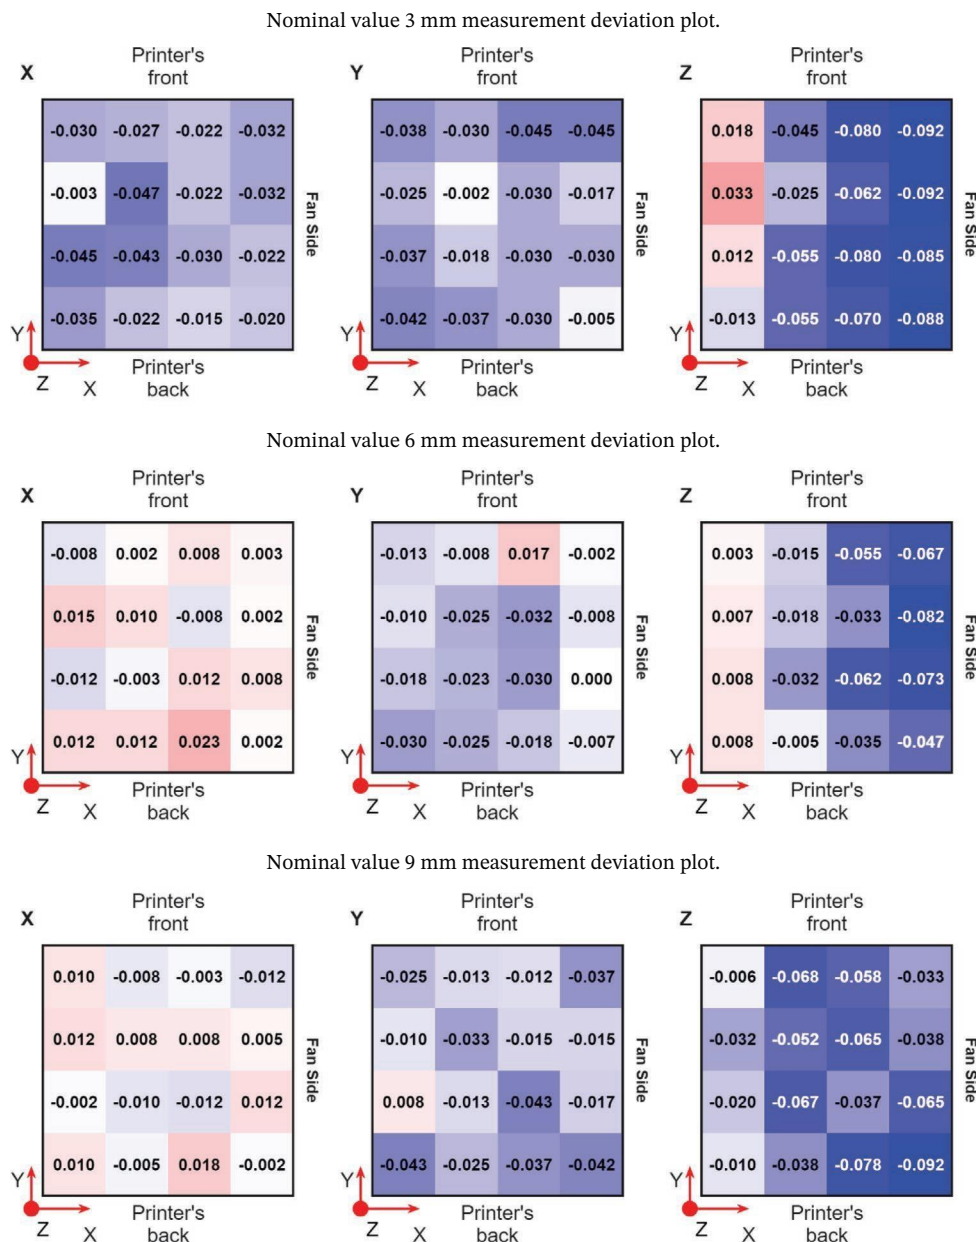 Nominal value 3 mm measurement deviation plot.
X
Printer's
front
-0.030 -0.027 -0.022 -0.032
-0.003 -0.047 -0.022 -0.032
-0.045 -0.043 -0.030 -0.022
-0.035 -0.022 -0.015 -0.020
Fan Side
Y
Z
X
Printer's
back
Y
Printer's
front
-0.038 -0.030 -0.045 -0.045
-0.025 -0.002 -0.030 -0.017
-0.037 -0.018 -0.030 -0.030
-0.042 -0.037 -0.030 -0.005
Printer's
back
Z
Printer's
front
0.018 -0.045 -0.080 -0.092
0.033 -0.025 -0.062 -0.092
0.012 -0.055 -0.080 -0.085
-0.013 -0.055 -0.070 -0.088
Fan Side
Y
Z
X
Printer's
back
Nominal value 6 mm measurement deviation plot.
X
Printer's
front
-0.008 0.002 0.008 0.003
0.015 0.010 -0.008 0.002
-0.012 -0.003 0.012 0.008
0.012 0.012 0.023 0.002
Fan Side
Y
Z
X
Printer's
back
Y
Printer's
front
-0.013 -0.008 0.017 -0.002
-0.010 -0.025 -0.032 -0.008
-0.018 -0.023 -0.030 0.000
-0.030 -0.025 -0.018 -0.007
Printer's
back
Z
Printer's
front
0.003 -0.015 -0.055 -0.067
0.007 -0.018 -0.033 -0.082
0.008 -0.032 -0.062 -0.073
0.008 -0.005 -0.035 -0.047
Fan Side
Y
Z
X
Printer's
back
Nominal value 9 mm measurement deviation plot.
X
Printer's
front
0.010 -0.008 -0.003 -0.012
0.012 0.008 0.008 0.005
-0.002 -0.010 -0.012 0.012
0.010 -0.005 0.018 -0.002
Fan Side
Y
Z
X
Printer's
back
Y
Printer's
front
-0.025 -0.013 -0.012 -0.037
-0.010 -0.033 -0.015 -0.015
0.008 -0.013 -0.043 -0.017
-0.043 -0.025 -0.037 -0.042
Printer's
back
Z
Printer's
front
-0.006 -0.068 -0.058 -0.033
-0.032 -0.052 -0.065 -0.038
-0.020 -0.067 -0.037 -0.065
-0.010 -0.038 -0.078 -0.092
Fan Side
Y
Z
X
Printer's
back